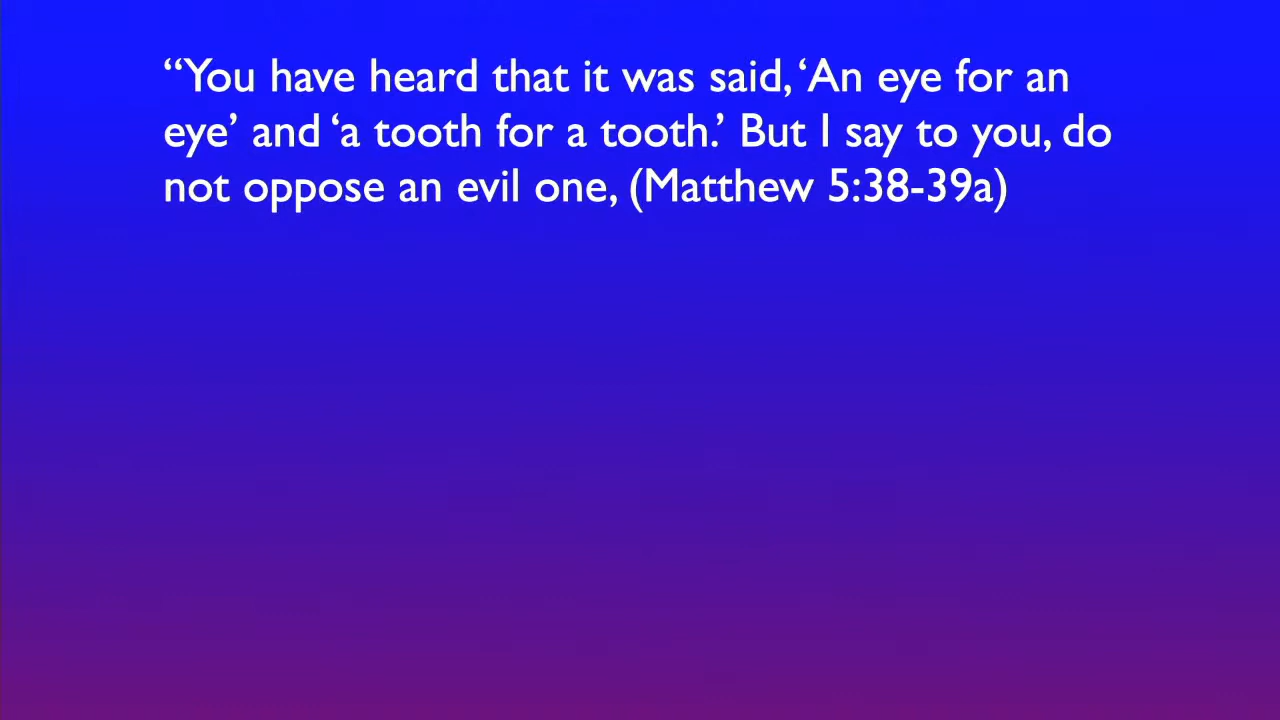 “You have heard that it was said, ‘An eye for an
eye’ and ‘a tooth for a tooth.’ But I say to you, do
not oppose an evil one, (Matthew 5:38-39a)